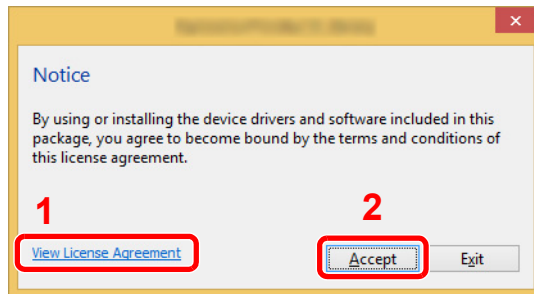 Notice
By using or installing the device drivers and software included in this
package, you agree to become bound by the terms and conditions of
this license agreement.
1
2
View License Agreement
Accept
Exit